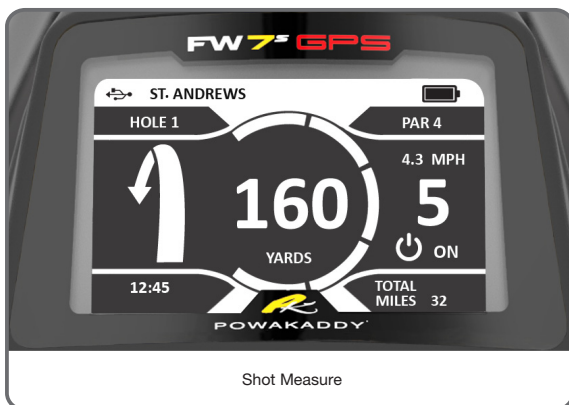 FW7s GPS
ST. ANDREWS
HOLE 1
PAR 4
4.3 MPH
160
5
YARDS
ON
12:45
TOTAL
MILES 32
POWAKADDY
Shot Measure